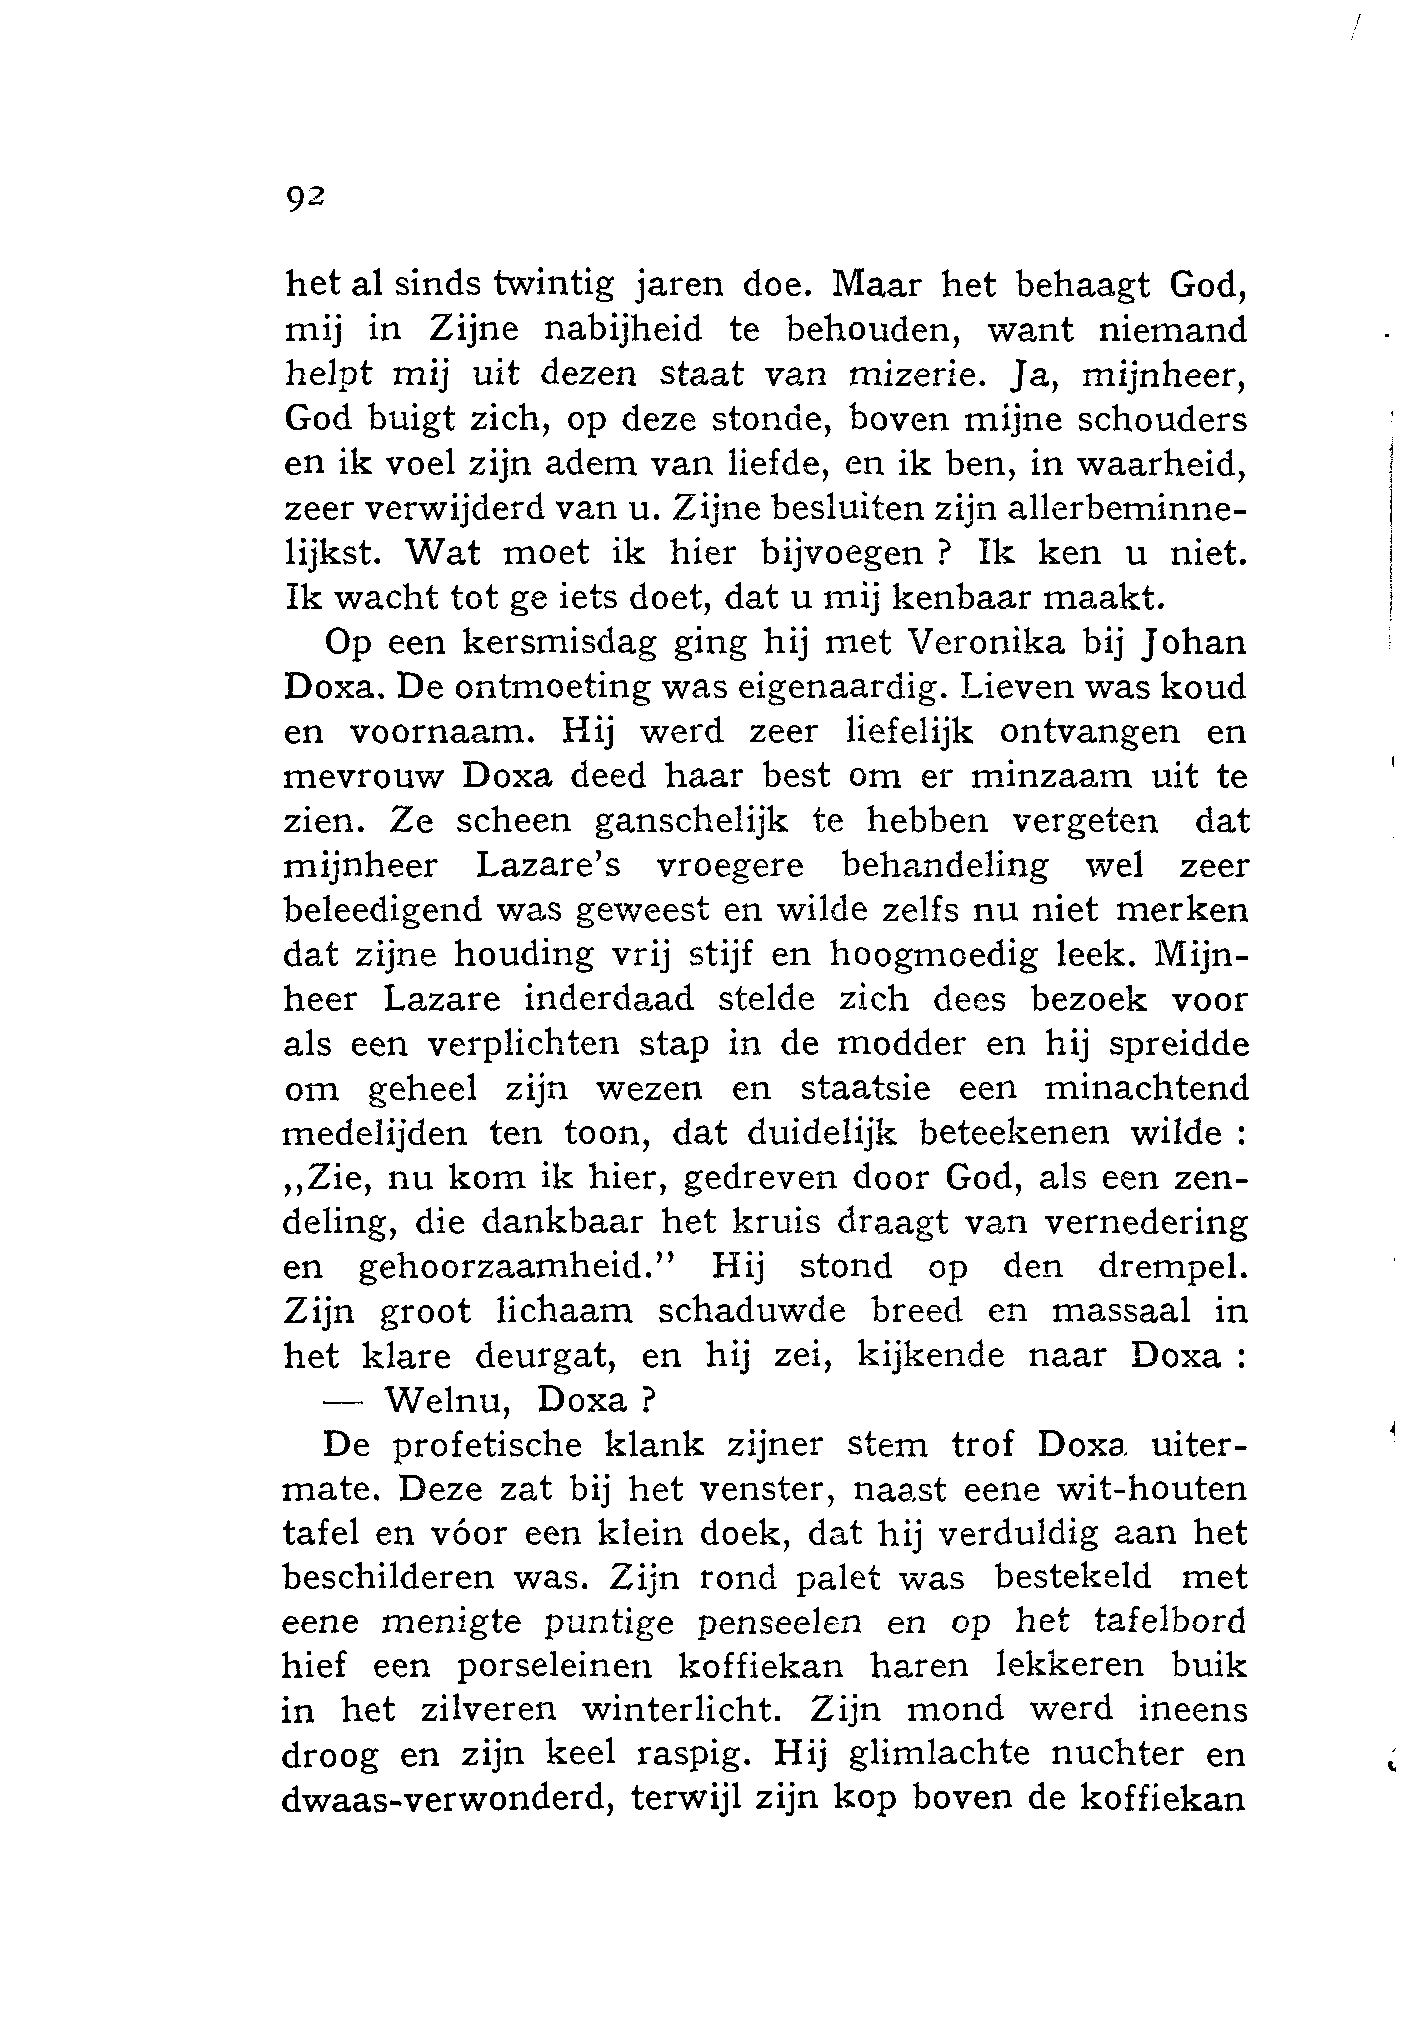 92
het al sinds twintig jaren doe. Maar het behaagt God,
mij in Zijne nabijheid te behouden, want niemand
helpt mij uit dezen staat van mizerie. Ja, mijnheer,
God buigt zich, op deze stonde, boven mijne schouders
en ik voel zijn adem van liefde, en ik ben, in waarheid,
zeer verwijderd van u. Zijne besluiten zijn allerbeminne-
lijkst. Wat moet ik hier bijvoegen ? Ik ken u niet.
Ik wacht tot ge iets doet, dat u mij kenbaar maakt.
Op een kersmisdag ging hij met Veronika bij Johan
Doxa. De ontmoeting was eigenaardig. Lieven was koud
en voornaam. Hij werd zeer liefelijk ontvangen en
mevrouw Doxa deed haar best om er minzaam uit te
zien. Ze scheen ganschelijk te hebben vergeten dat
mijnheer Lazare's vroegere behandeling wel zeer
beleedigend was geweest en wilde zelfs nu niet merken
dat zijne houding vrij stijf en hoogmoedig leek. Mijn-
heer Lazare inderdaad stelde zich dees bezoek voor
als een verplichten stap in de modder en hij spreidde
om geheel zijn wezen en staatsie een minachtend
medelijden ten toon, dat duidelijk beteekenen wilde :
,,Zie, nu kom ik hier, gedreven door God, als een zen-
deling, die dankbaar het kruis draagt van vernedering
en gehoorzaamheid." Hij stond op den drempel.
Zijn groot lichaam schaduwde breed en massaal in
het klare deurgat, en hij zei, kijkende naar Doxa :
— Welnu, Doxa ?
De profetische klank zijner stem trof Doxa uiter-
mate. Deze zat bij het venster, naast eene wit-houten
tafel en vóor een klein doek, dat hij verduldig aan het
beschilderen was. Zijn rond palet was bestekeld met
eene menigte puntige penseelen en op het tafelbord
hief een porseleinen koffiekan haren lekkeren buik
in het zilveren winterlicht. Zijn mond werd ineens
droog en zijn keel raspig. Hij glimlachte nuchter en
dwaas-verwonderd, terwijl zijn kop boven de koffiekan